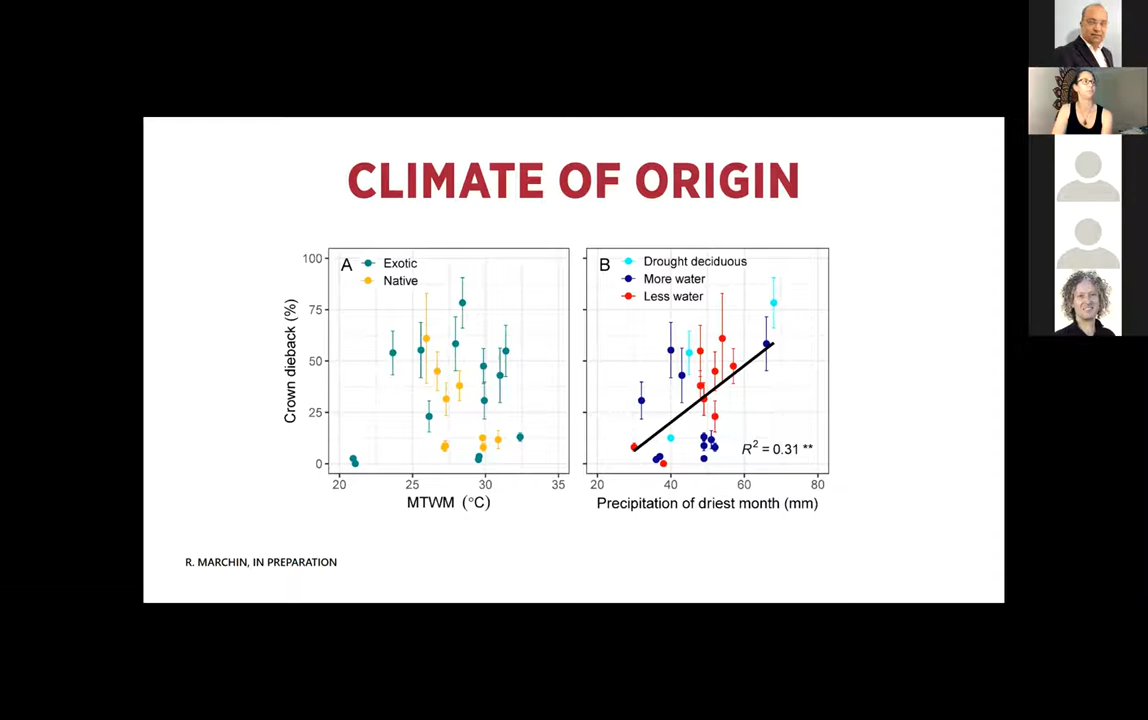 CLIMATE OF ORIGIN
A
Exotic
Native
B
Drought deciduous
More water
Less water
100
75
50
25
0
Crown dieback (%)
R² = 0.31 **
20 25 30 35
20 40 60 80
MTWM (°C)
Precipitation of driest month (mm)
R. MARCHIN, IN PREPARATION